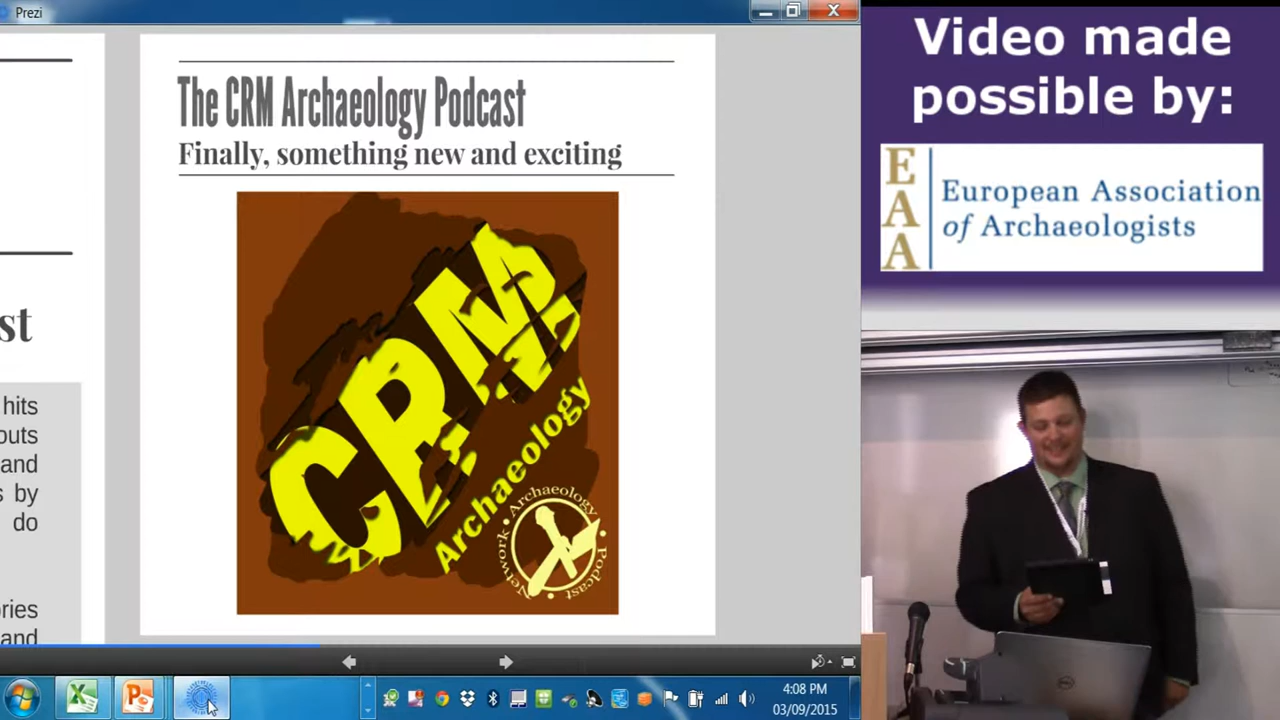 Prezi
The CRM Archaeology Podcast
Finally, something new and exciting
st
hits
outs
and
s by
do
ories
and
CRM
Archaeology
Archaeology Podcast Network
4:08 PM
03/09/2015
Video made
possible by:
EAA
European Association
of Archaeologists
DELL